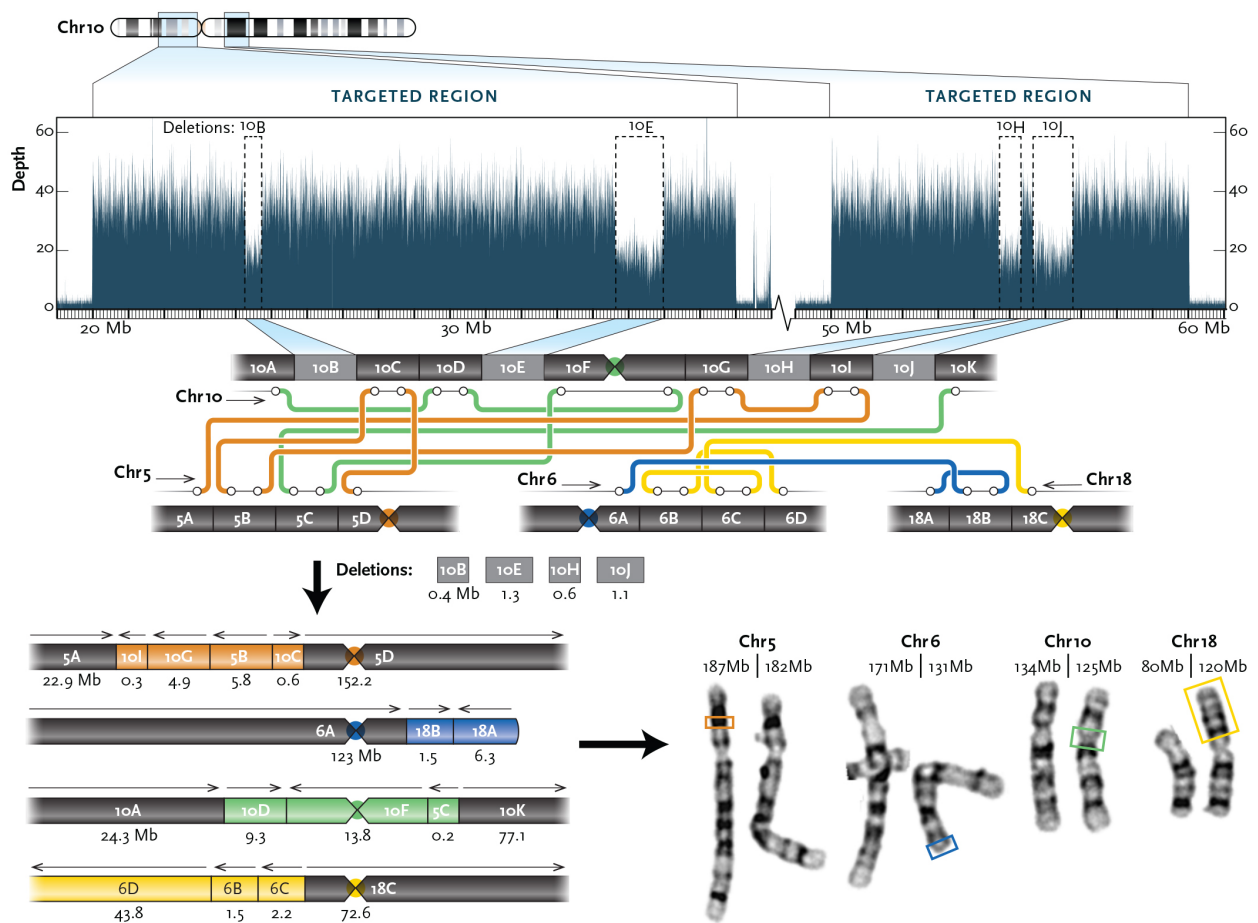 Chr10
TARGETED REGION TARGETED REGION
Deletions: 10B 10E 10H 10J
60 60
Depth
40 40
20 20
0 0
20 Mb 30 Mb 50 Mb 60 Mb
10A 10B 10C 10D 10E 10F 10G 10H 10I 10J 10K
Chr10
Chr5 Chr6 Chr18
5A 5B 5C 5D 6A 6B 6C 6D 18A 18B 18C
Deletions: 10B 10E 10H 10J
0.4 Mb 1.3 0.6 1.1
5A 10I 10G 5B 10C 5D
22.9 Mb 0.3 4.9 5.8 0.6 152.2
6A 18B 18A
123 Mb 1.5 6.3
10A 10D 10F 5C 10K
24.3 Mb 9.3 13.8 0.2 77.1
6D 6B 6C 18C
43.8 1.5 2.2 72.6
Chr5 Chr6 Chr10 Chr18
187Mb 182Mb 171Mb 131Mb 134Mb 125Mb 80Mb 120Mb